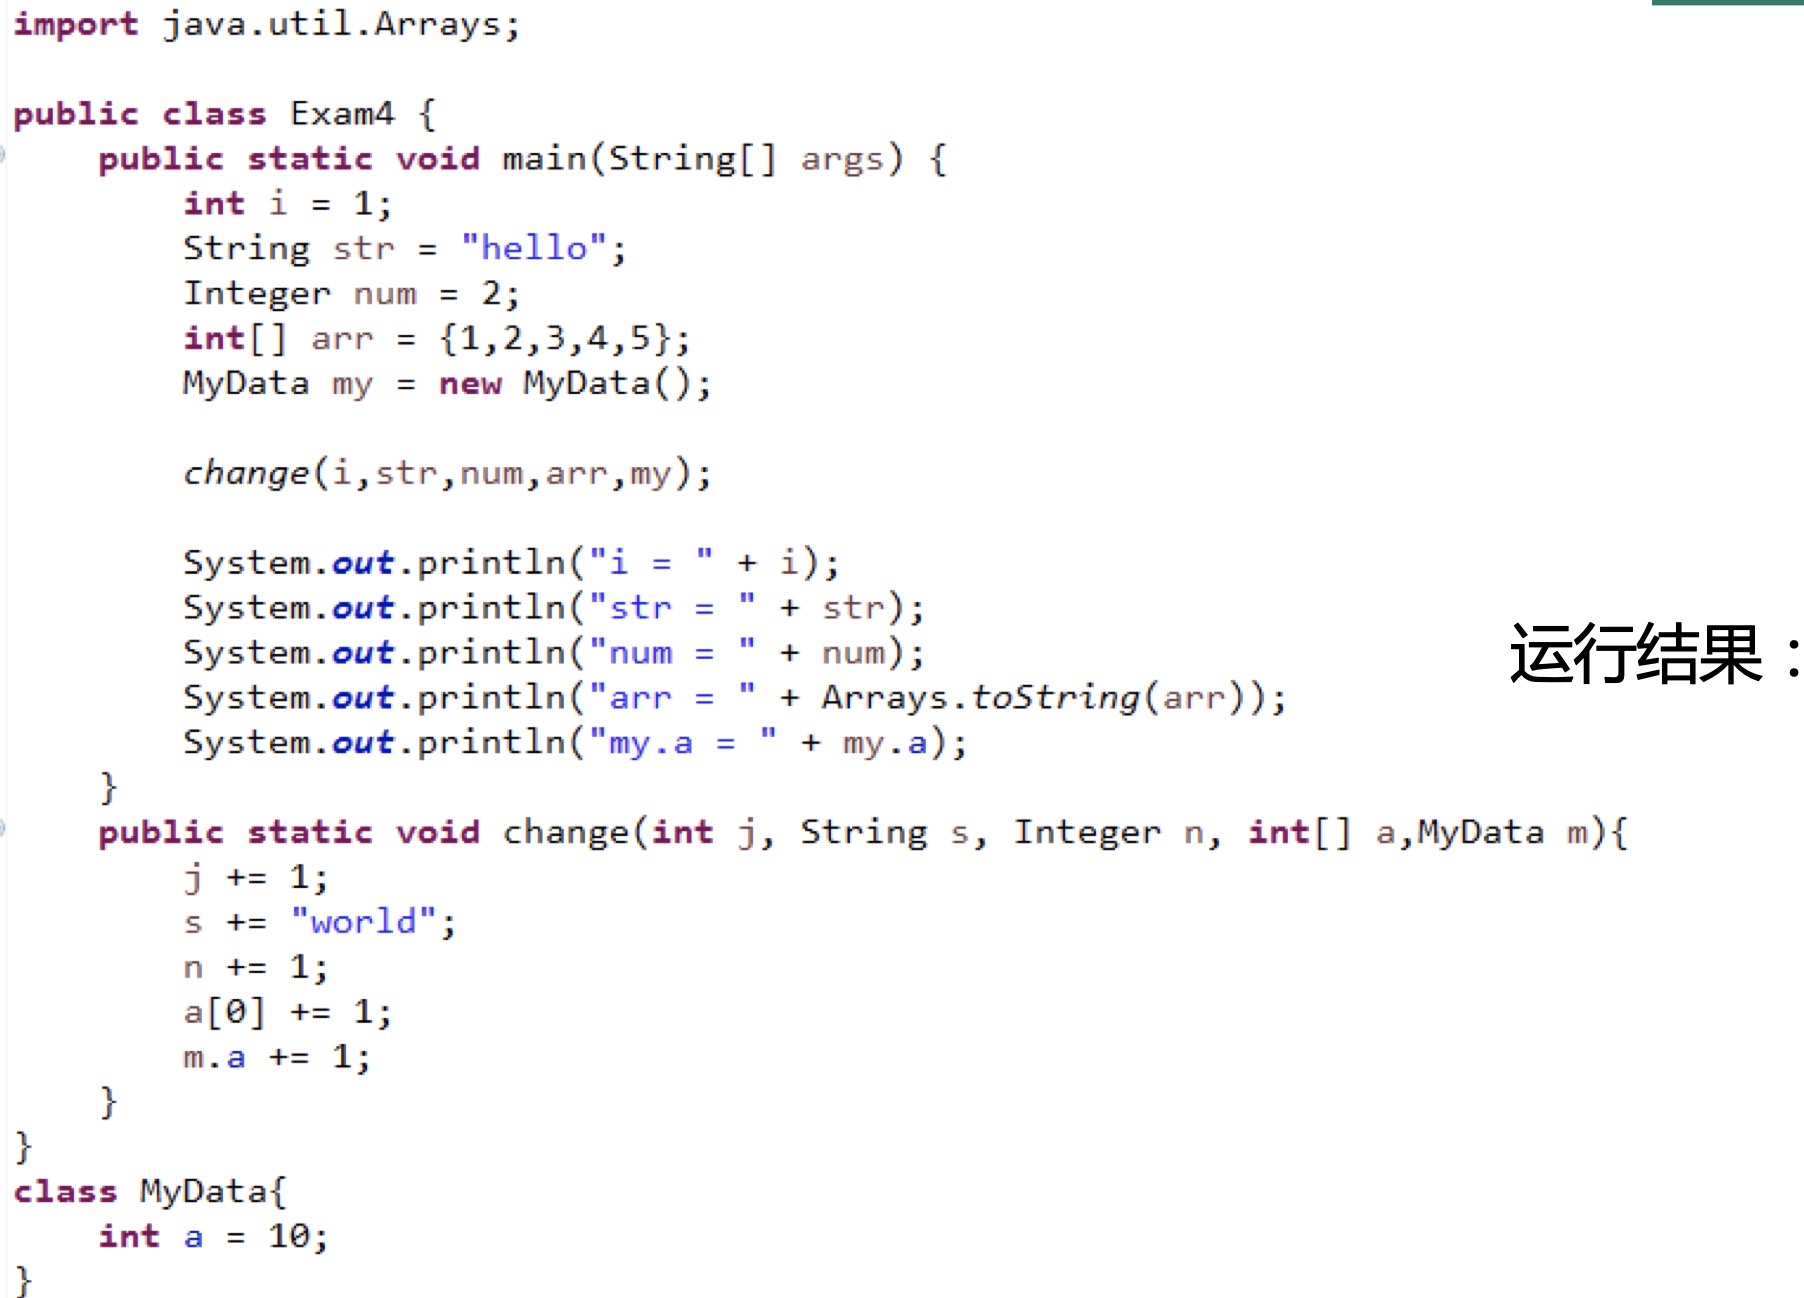 import java.util.Arrays;
public class Exam4 {
public static void main(String[] args) {
int i = 1;
String str = "hello";
Integer num = 2;
int[] arr = {1,2,3,4,5};
MyData my = new MyData();
change(i,str,num,arr,my);
System.out.println("i = " + i);
System.out.println("str = " + str);
System.out.println("num = " + num);
System.out.println("arr = " + Arrays.toString(arr));
System.out.println("my.a = " + my.a);
}
public static void change(int j, String s, Integer n, int[] a,MyData m){
j += 1;
s += "world";
n += 1;
a[0] += 1;
m.a += 1;
}
}
class MyData{
int a = 10;
}
运行结果：